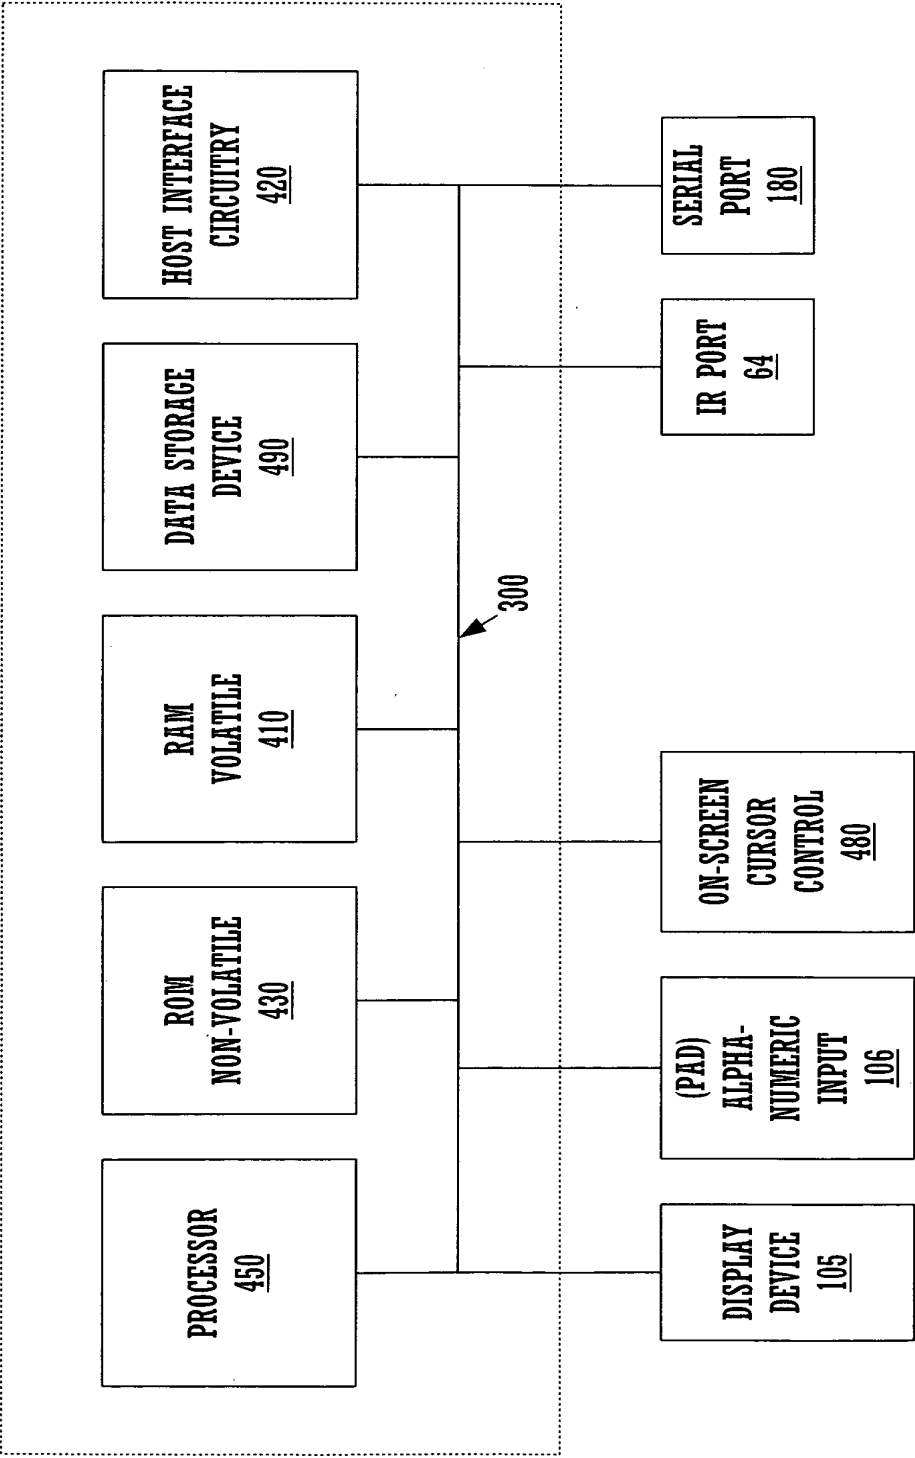 PROCESSOR
450
ROM
NON-VOLATILE
430
RAM
VOLATILE
410
DATA STORAGE
DEVICE
490
HOST INTERFACE
CIRCUITRY
420
300
DISPLAY
DEVICE
105
(PAD)
ALPHA-
NUMERIC
INPUT
106
ON-SCREEN
CURSOR
CONTROL
480
IR PORT
64
SERIAL
PORT
180